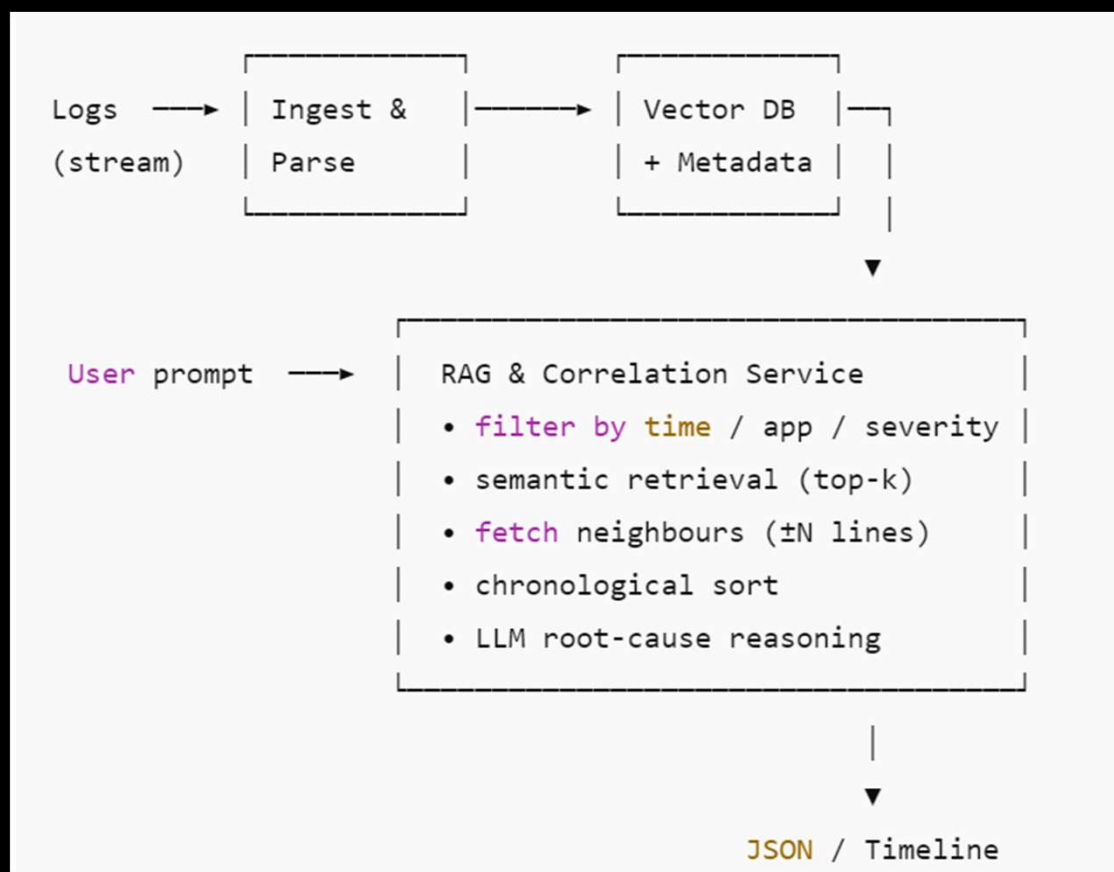 Logs Ingest & Vector DB
(stream) Parse + Metadata
User prompt RAG & Correlation Service
• filter by time / app / severity
• semantic retrieval (top-k)
• fetch neighbours (±N lines)
• chronological sort
• LLM root-cause reasoning
JSON / Timeline